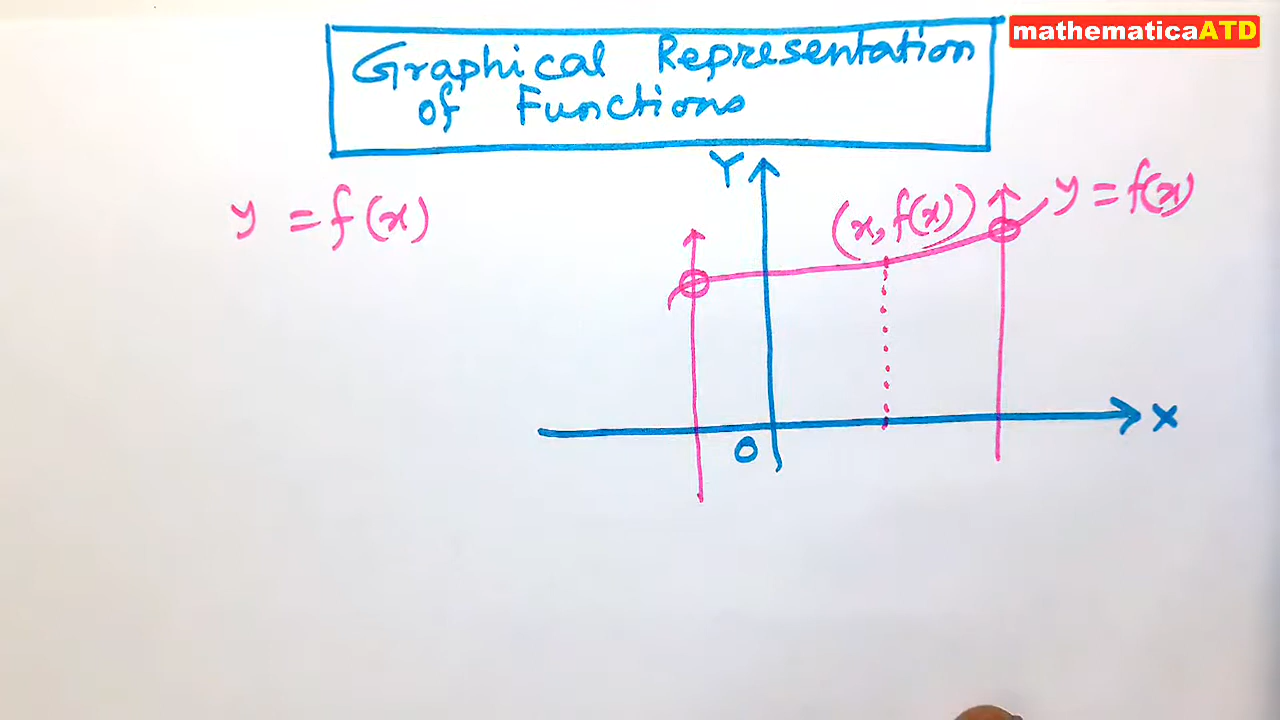 mathematicaATD
Graphical Representation
of Functions
y = f(x)
Y
(x, f(x))
y = f(x)
X
O